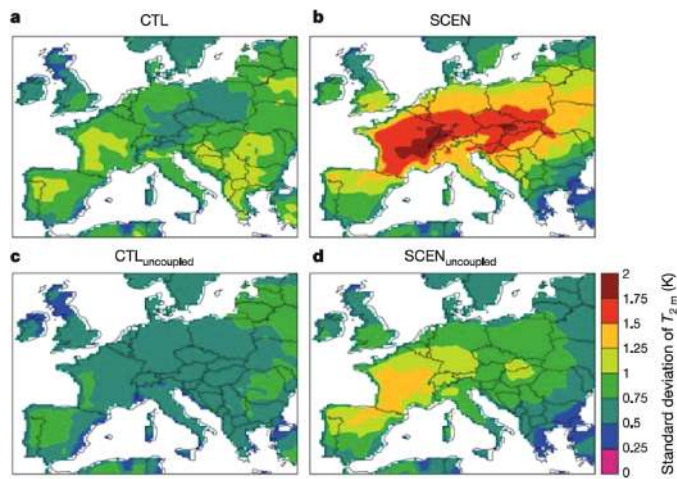 a CTL
b SCEN
c CTLuncoupled
d SCENuncoupled
2
1.75
1.5
1.25
1
0.75
0.5
0.25
0
Standard deviation of T2 m (K)